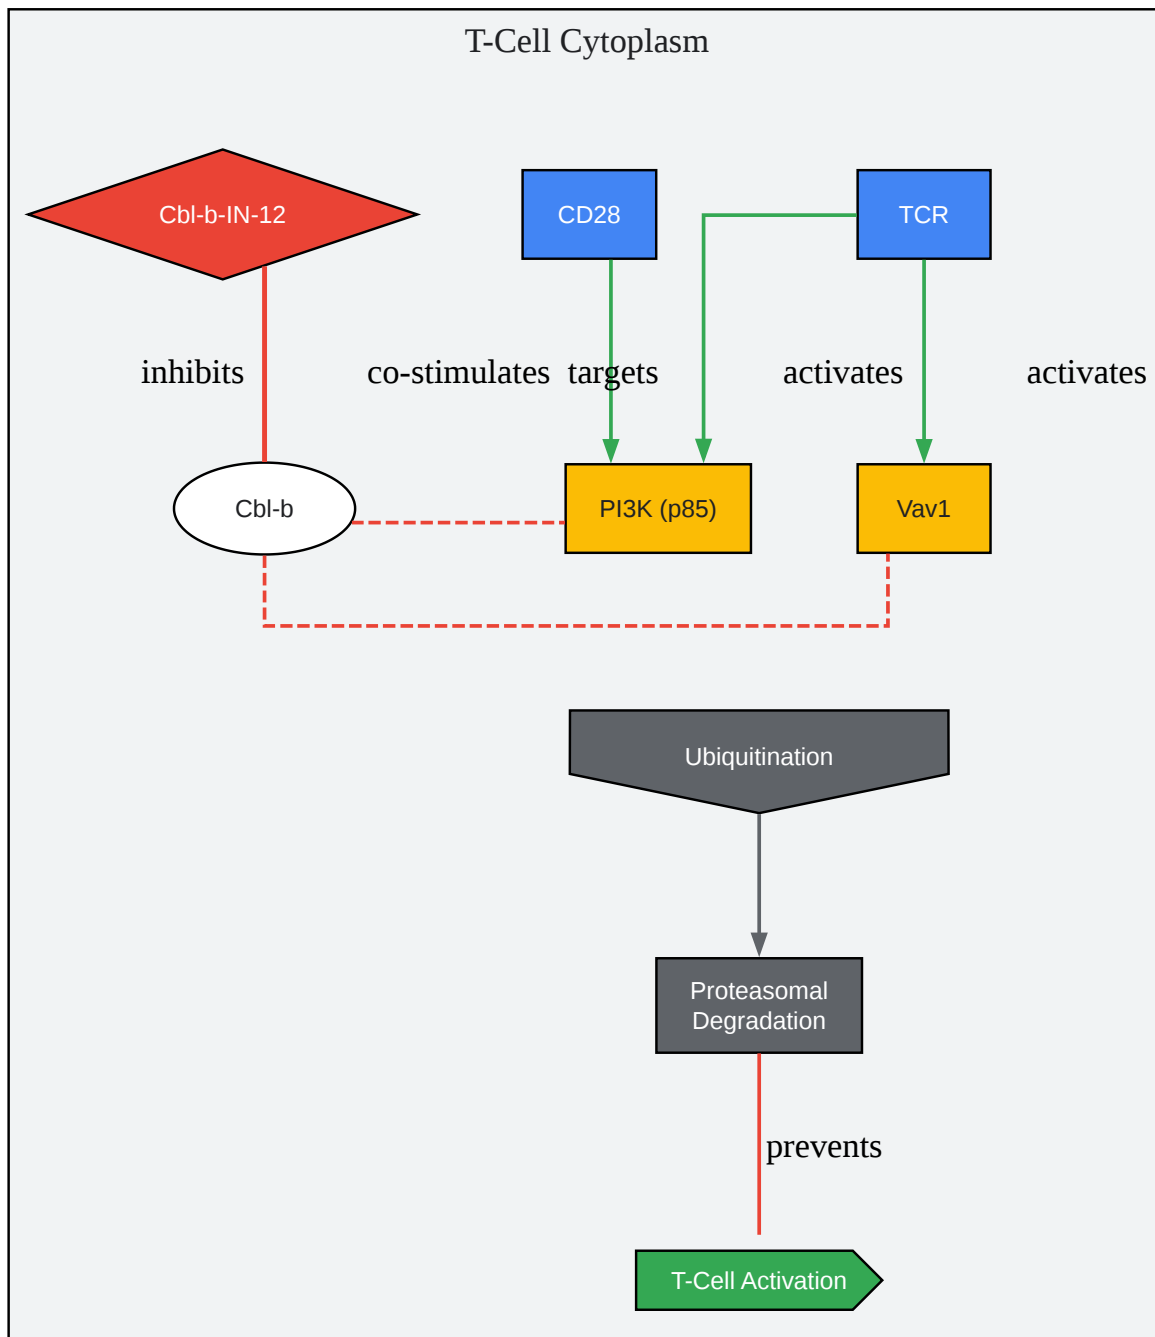 T-Cell Cytoplasm
Cbl-b-IN-12
CD28
TCR
inhibits
co-stimulates
targets
activates
activates
Cbl-b
PI3K (p85)
Vav1
Ubiquitination
Proteasomal
Degradation
prevents
T-Cell Activation